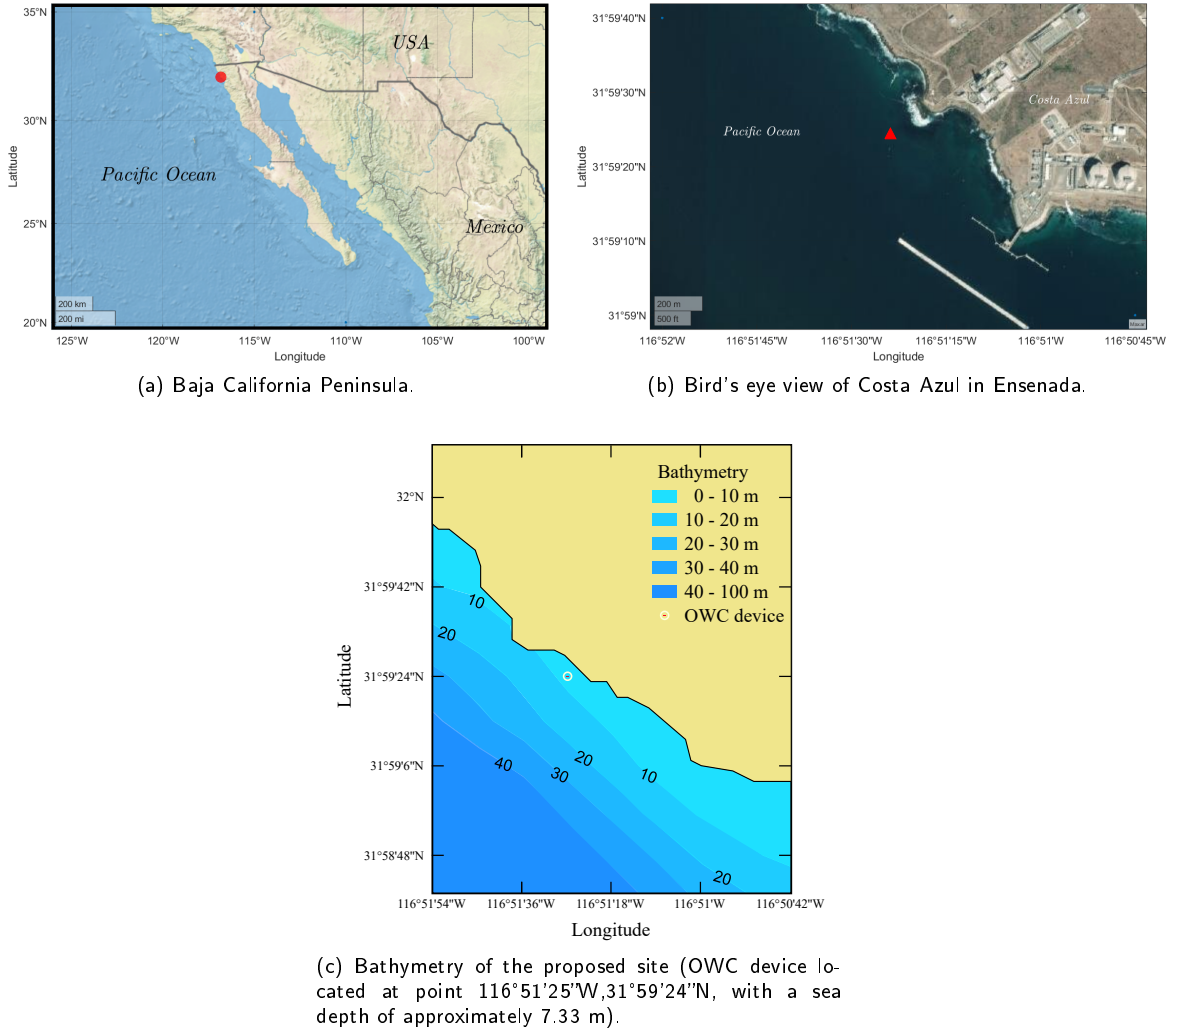 35°N
30°N
25°N
20°N
Latitude
USA
Pacific Ocean
Mexico
200 km
200 mi
125°W 120°W 115°W 110°W 105°W 100°W
Longitude
(a) Baja California Peninsula.
31°59'40"N
31°59'30"N
31°59'20"N
31°59'10"N
31°59'N
Latitude
Costa Azul
Pacific Ocean
200 m
500 ft
116°52'W 116°51'45"W 116°51'30"W 116°51'15"W 116°51'W 116°50'45"W
Longitude
(b) Bird's eye view of Costa Azul in Ensenada.
32°N
31°59'42"N
31°59'24"N
31°59'6"N
31°58'48"N
Latitude
Bathymetry
0 - 10 m
10 - 20 m
20 - 30 m
30 - 40 m
40 - 100 m
OWC device
10
20
20
40
30
10
20
116°51'54"W 116°51'36"W 116°51'18"W 116°51'W 116°50'42"W
Longitude
(c) Bathymetry of the proposed site (OWC device lo-
cated at point 116°51'25"W,31°59'24"N, with a sea
depth of approximately 7.33 m).